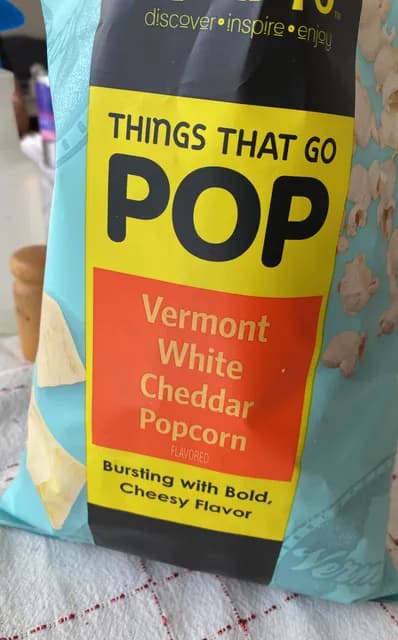 discover•inspire•enjoy
THINGS THAT GO
POP
Vermont
White
Cheddar
Popcorn
FLAVORED
Bursting with Bold,
Cheesy Flavor